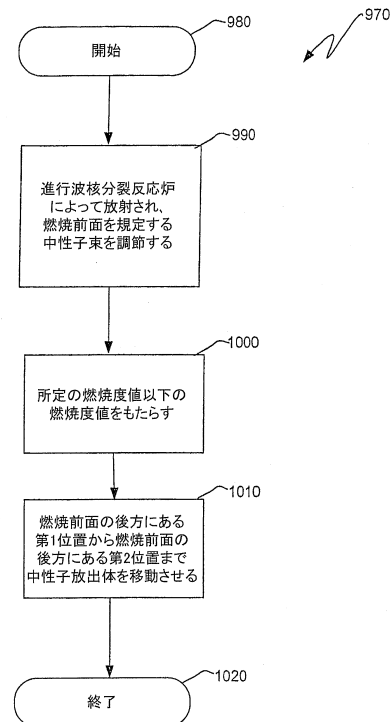 980
970
開始
990
進行波核分裂反応炉
によって放射され、
燃焼前面を規定する
中性子束を調節する
1000
所定の燃焼度値以下の
燃焼度値をもたらす
1010
燃焼前面の後方にある
第1位置から燃焼前面の
後方にある第2位置まで
中性子放出体を移動させる
1020
終了